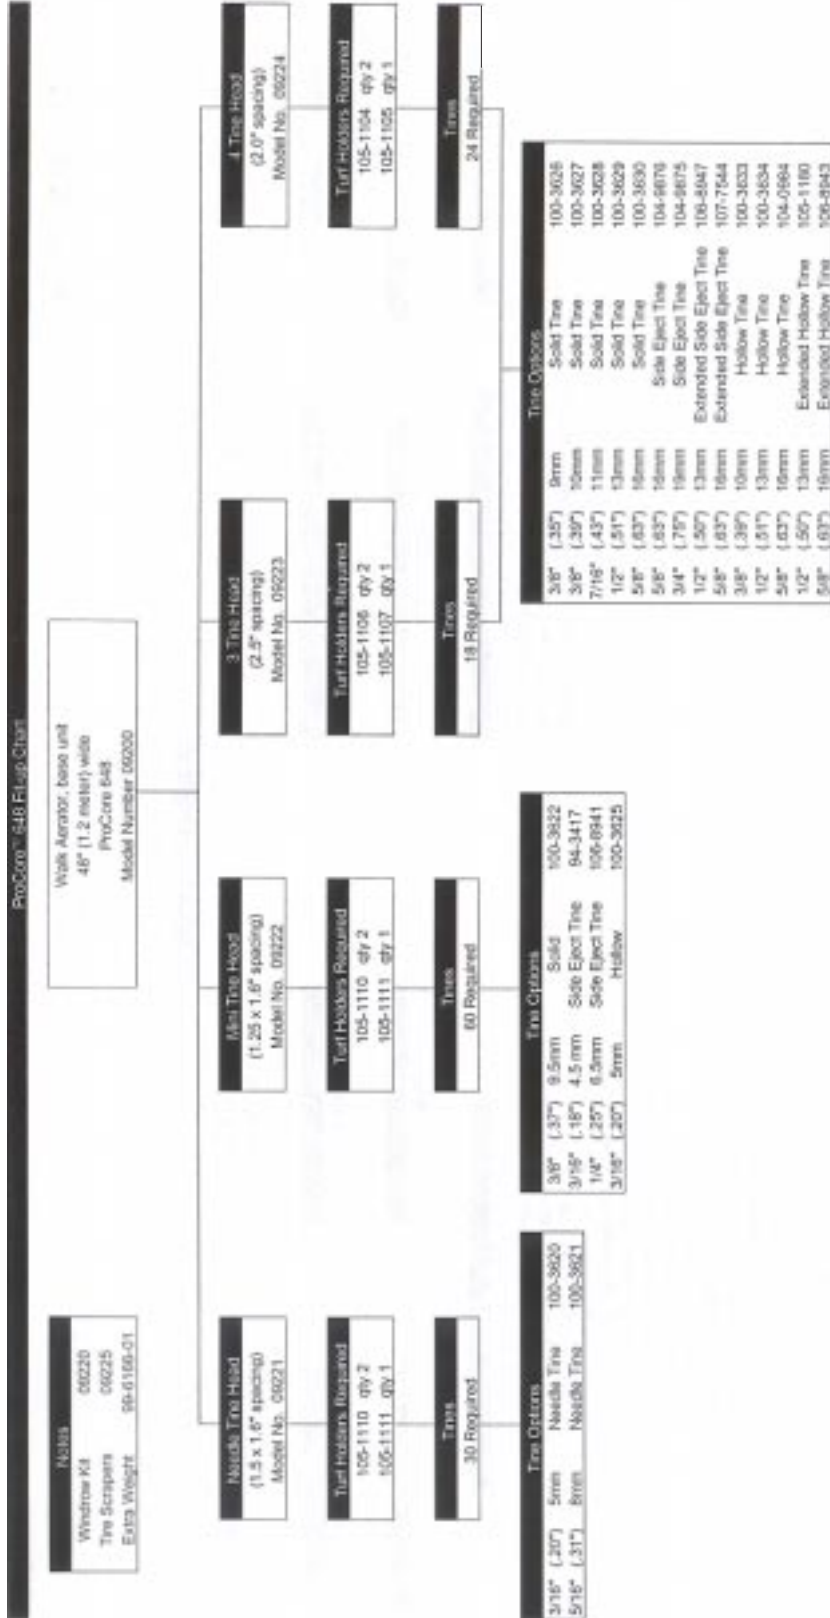 ProCore™ 648 Fit-up Chart
Notes
Windrow Kit 09220
Tire Scrapers 09225
Extra Weight 99-6166-01
Walk Aerator, base unit
48" (1.2 meter) wide
ProCore 648
Model Number 09200
Needle Tine Head
(1.5 x 1.6" spacing)
Model No. 09221
Turf Holders Required
105-1110 qty 2
105-1111 qty 1
Tines
30 Required
Tine Options
3/16" (.20") 5mm Needle Tine 100-3620
5/16" (.31") 8mm Needle Tine 100-3621
Mini Tine Head
(1.25 x 1.6" spacing)
Model No. 09222
Turf Holders Required
105-1110 qty 2
105-1111 qty 1
Tines
60 Required
Tine Options
3/8" (.37") 9.5mm Solid 100-3622
3/16" (.18") 4.5 mm Side Eject Tine 94-3417
1/4" (.25") 6.5mm Side Eject Tine 106-8941
3/16" (.20") 5mm Hollow 100-3625
3 Tine Head
(2.5" spacing)
Model No. 09223
Turf Holders Required
105-1106 qty 2
105-1107 qty 1
Tines
18 Required
4 Tine Head
(2.0" spacing)
Model No. 09224
Turf Holders Required
105-1104 qty 2
105-1105 qty 1
Tines
24 Required
Tine Options
3/8" (.35") 9mm Solid Tine 100-3626
3/8" (.39") 10mm Solid Tine 100-3627
7/16" (.43") 11mm Solid Tine 100-3628
1/2" (.51") 13mm Solid Tine 100-3629
5/8" (.63") 16mm Solid Tine 100-3630
5/8" (.63") 16mm Side Eject Tine 104-9676
3/4" (.75") 19mm Side Eject Tine 104-9675
1/2" (.50") 13mm Extended Side Eject Tine 106-8947
5/8" (.63") 16mm Extended Side Eject Tine 107-7544
3/8" (.39") 10mm Hollow Tine 100-3633
1/2" (.51") 13mm Hollow Tine 100-3634
5/8" (.63") 16mm Hollow Tine 104-0984
1/2" (.50") 13mm Extended Hollow Tine 105-1180
5/8" (.63") 16mm Extended Hollow Tine 106-8943